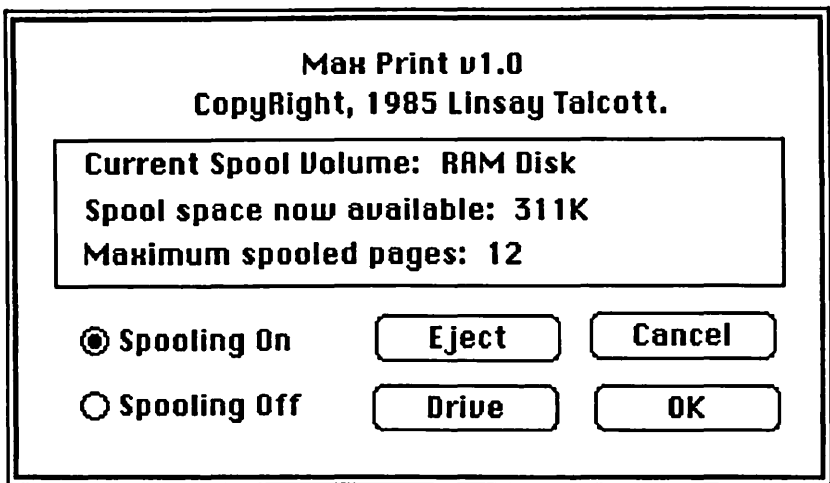 Max Print v1.0
CopyRight, 1985 Linsay Talcott.
Current Spool Volume: RAM Disk
Spool space now available: 311K
Maximum spooled pages: 12
Spooling On
Eject
Cancel
Spooling Off
Drive
OK